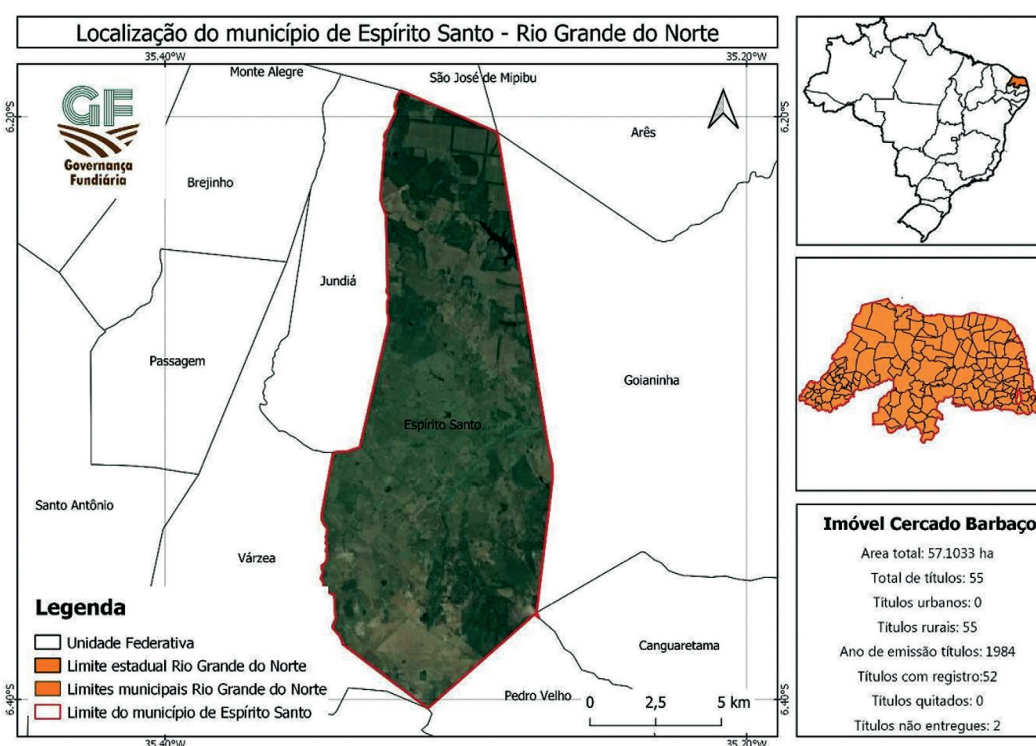 Localização do município de Espírito Santo - Rio Grande do Norte
35.40°W
35.20°W
Monte Alegre
São José de Mipibu
6.20°S
GF
Governança
Fundiária
Arês
Brejinho
Jundiá
Passagem
Goianinha
Espírito Santo
Santo Antônio
Várzea
Canguaretama
Pedro Velho
6.40°S
Legenda
Unidade Federativa
Limite estadual Rio Grande do Norte
Limites municipais Rio Grande do Norte
Limite do município de Espírito Santo
0 2,5 5 km
35.40°W
35.20°W
Imóvel Cercado Barbaço
Area total: 57.1033 ha
Total de títulos: 55
Títulos urbanos: 0
Títulos rurais: 55
Ano de emissão títulos: 1984
Títulos com registro:52
Títulos quitados: 0
Títulos não entregues: 2